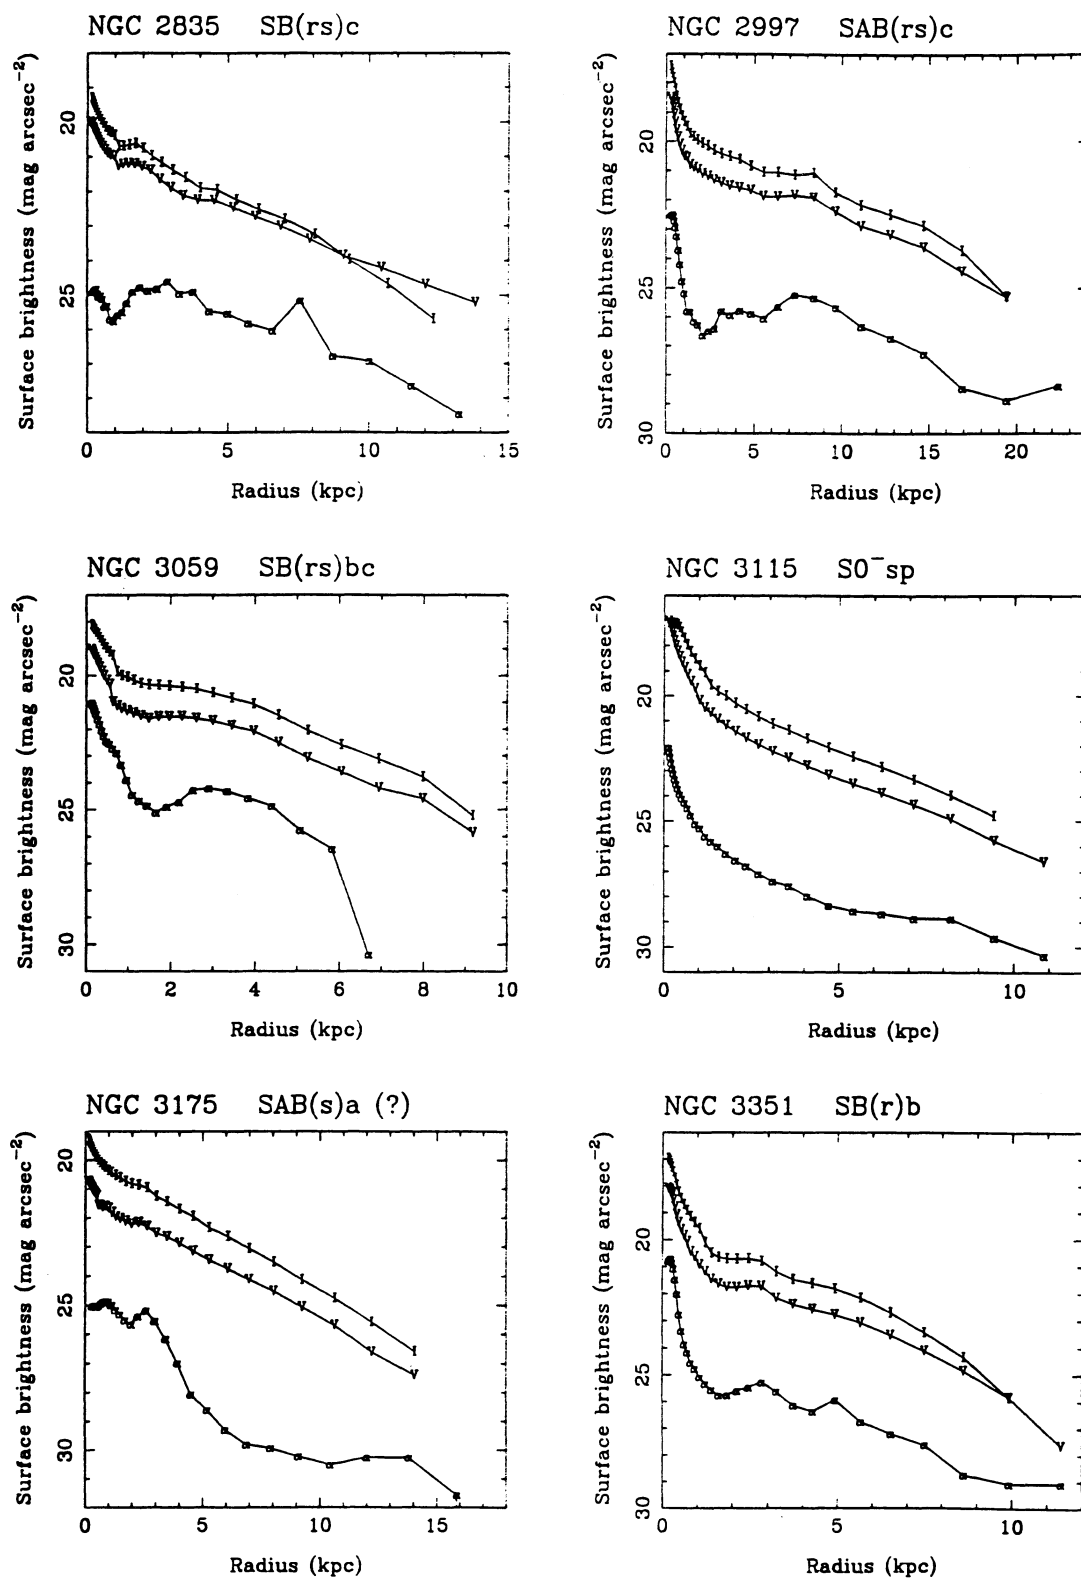 NGC 2835 SB(rs)c
Surface brightness (mag arcsec⁻²)
20
25
0 5 10 15
Radius (kpc)
NGC 2997 SAB(rs)c
Surface brightness (mag arcsec⁻²)
20
25
30
0 5 10 15 20
Radius (kpc)
NGC 3059 SB(rs)bc
Surface brightness (mag arcsec⁻²)
20
25
30
0 2 4 6 8 10
Radius (kpc)
NGC 3115 S0⁻sp
Surface brightness (mag arcsec⁻²)
20
25
30
0 5 10
Radius (kpc)
NGC 3175 SAB(s)a (?)
Surface brightness (mag arcsec⁻²)
20
25
30
0 5 10 15
Radius (kpc)
NGC 3351 SB(r)b
Surface brightness (mag arcsec⁻²)
20
25
30
0 5 10
Radius (kpc)